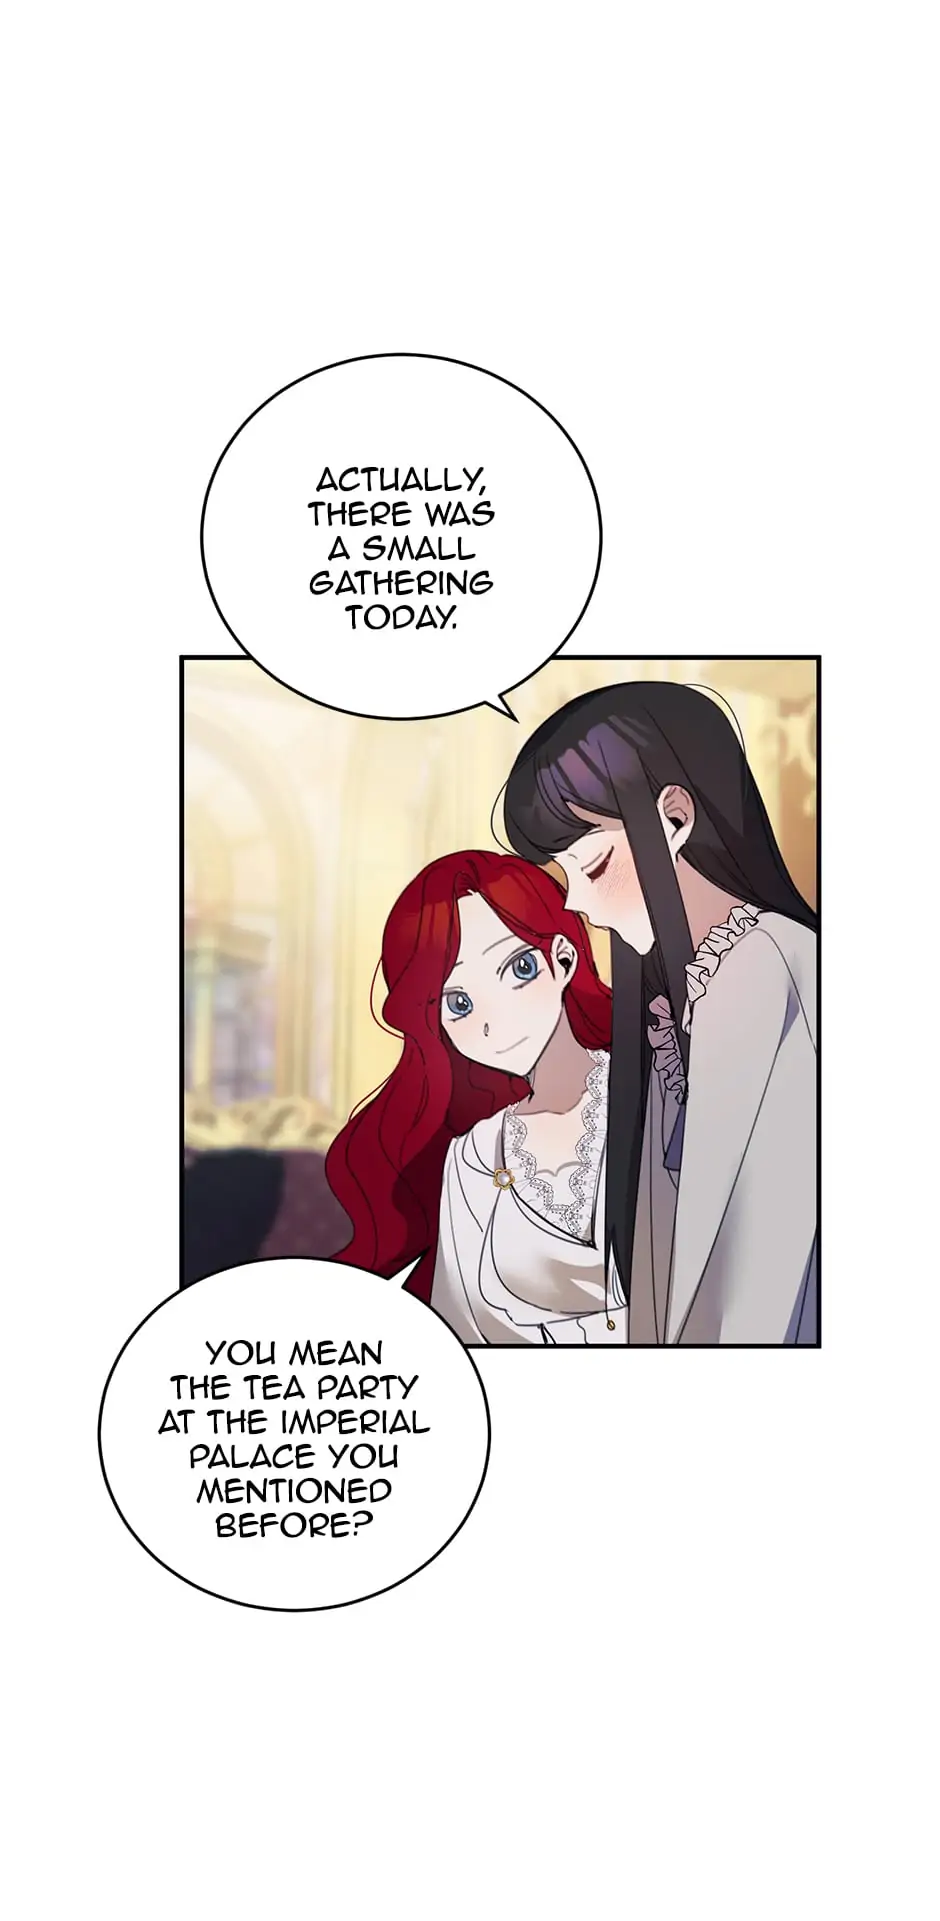 ACTUALLY,
THERE WAS
A SMALL
GATHERING
TODAY.
YOU MEAN
THE TEA PARTY
AT THE IMPERIAL
PALACE YOU
MENTIONED
BEFORE?